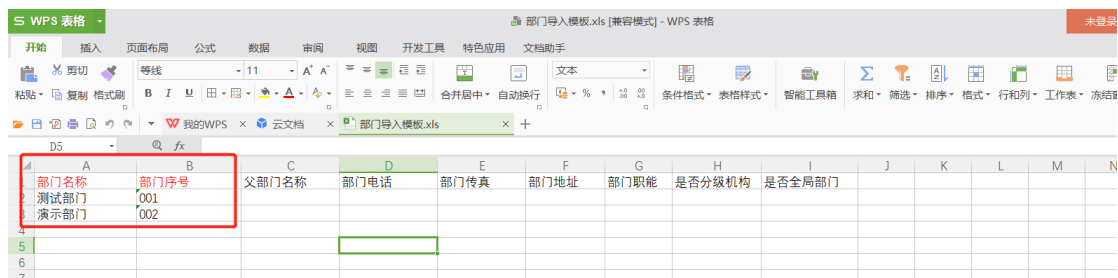 S WPS 表格
部门导入模板.xls [兼容模式] - WPS 表格
未登录
开始 插入 页面布局 公式 数据 审阅 视图 开发工具 特色应用 文档助手
剪切 等线 11 A⁺ A⁻ 文本
粘贴 复制 格式刷 B I U A 合并居中 自动换行 % 条件格式 表格样式 智能工具箱 求和 筛选 排序 格式 行和列 工作表 冻结窗
我的WPS × 云文档 × 部门导入模板.xls × +
D5 fx
A B C D E F G H I J K L M N
1 部门名称 部门序号 父部门名称 部门电话 部门传真 部门地址 部门职能 是否分级机构 是否全局部门
2 测试部门 001
3 演示部门 002
4
5
6
7